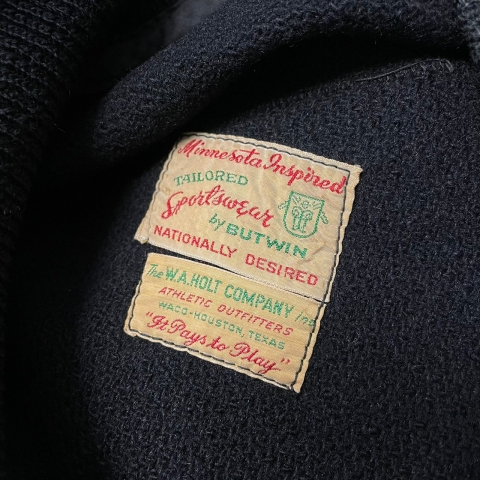 Minnesota Inspired
TAILORED
Sportswear
by BUTWIN
NATIONALLY DESIRED
The W.A. HOLT COMPANY Inc
ATHLETIC OUTFITTERS
WACO-HOUSTON, TEXAS
"It Pays to Play"